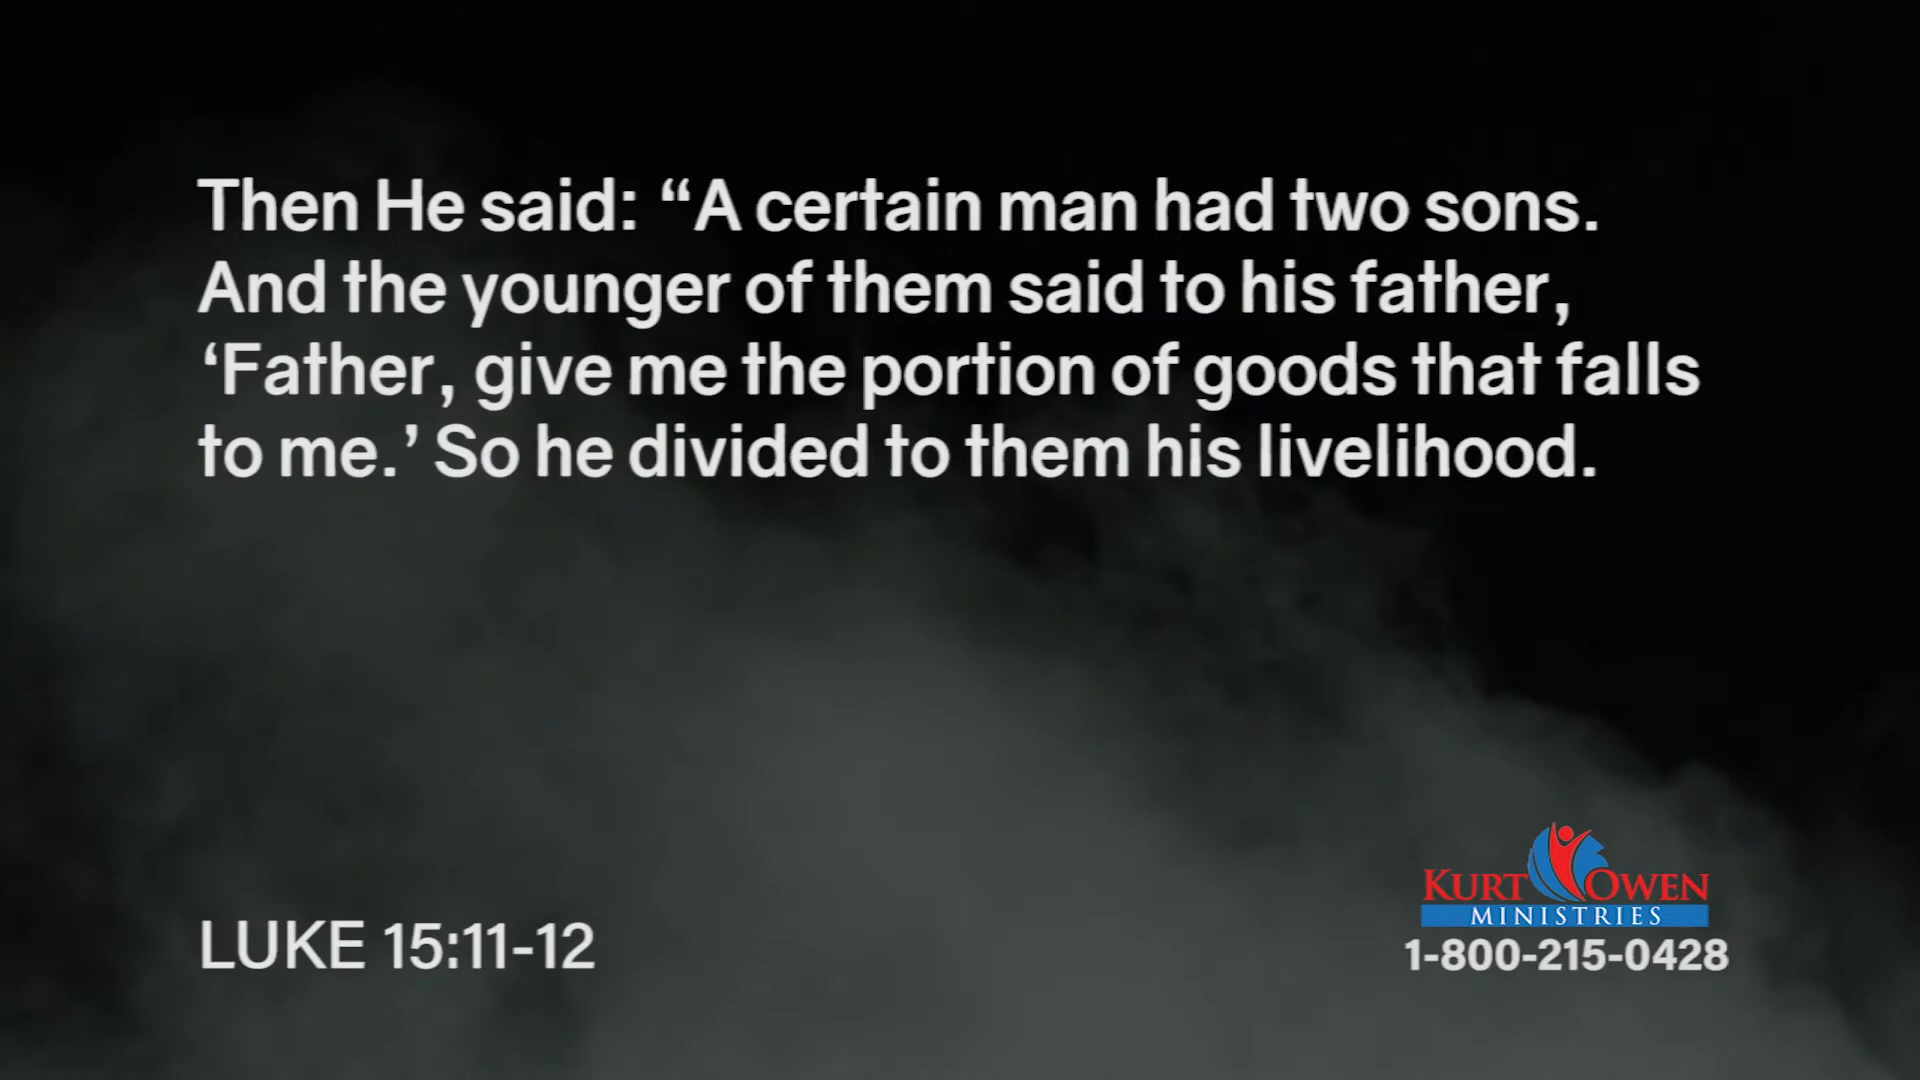 Then He said: “A certain man had two sons.
And the younger of them said to his father,
‘Father, give me the portion of goods that falls
to me.’ So he divided to them his livelihood.
LUKE 15:11-12
KURT OWEN
MINISTRIES
1-800-215-0428